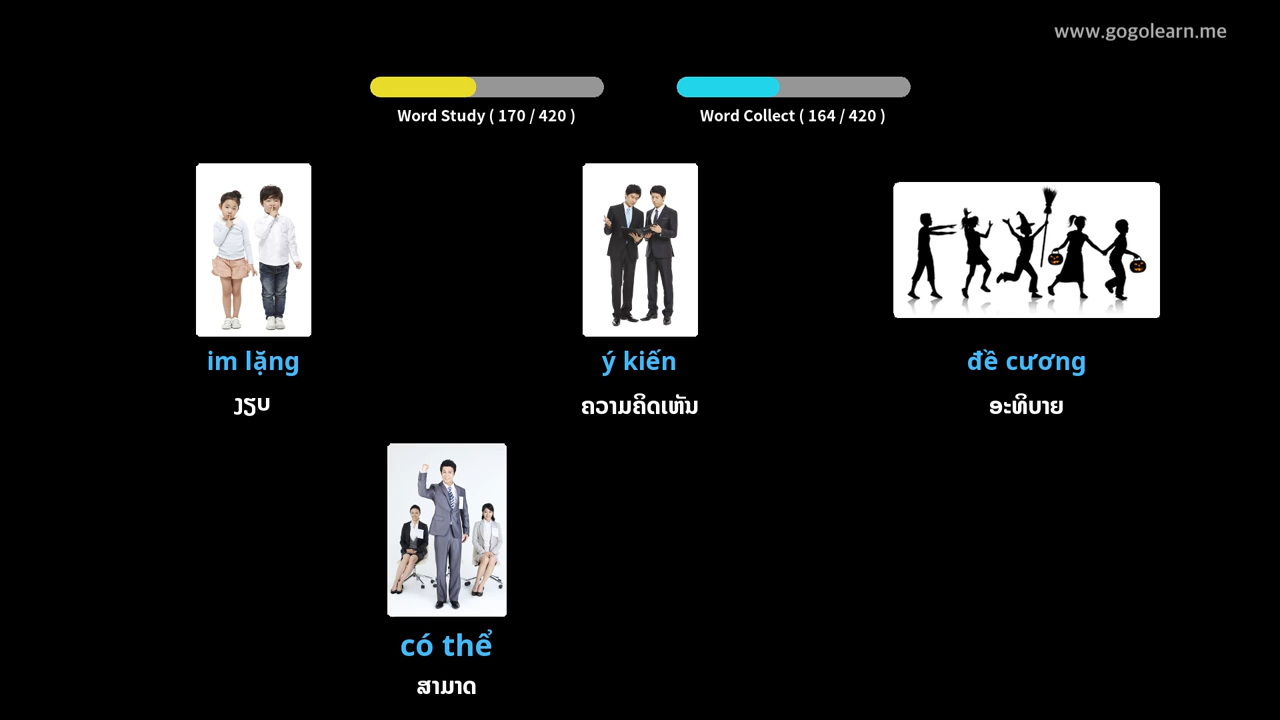 www.gogolearn.me
Word Study ( 170 / 420 )
Word Collect ( 164 / 420 )
im lặng
ý kiến
đề cương
ງຽບ
ຄວາມຄິດເຫັນ
ອະທິບາຍ
có thể
ສາມາດ